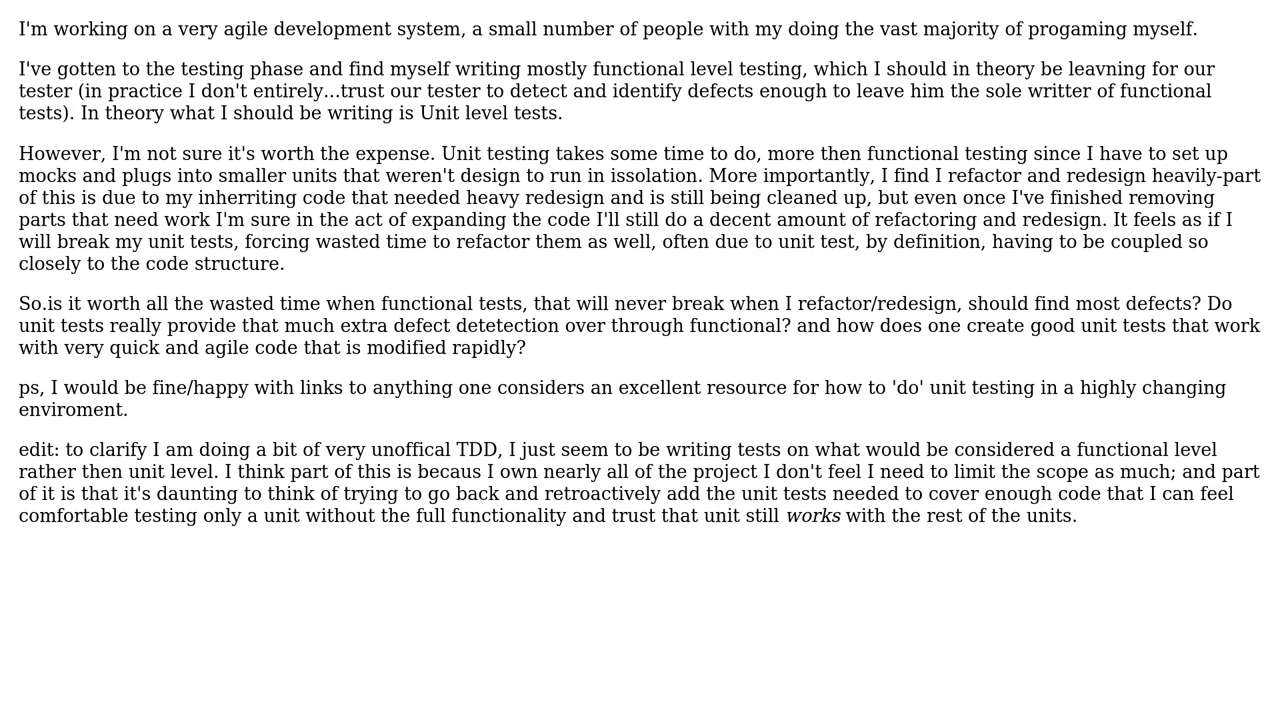 I'm working on a very agile development system, a small number of people with my doing the vast majority of progaming myself.
I've gotten to the testing phase and find myself writing mostly functional level testing, which I should in theory be leavning for our
tester (in practice I don't entirely...trust our tester to detect and identify defects enough to leave him the sole writter of functional
tests). In theory what I should be writing is Unit level tests.
However, I'm not sure it's worth the expense. Unit testing takes some time to do, more then functional testing since I have to set up
mocks and plugs into smaller units that weren't design to run in issolation. More importantly, I find I refactor and redesign heavily-part
of this is due to my inherriting code that needed heavy redesign and is still being cleaned up, but even once I've finished removing
parts that need work I'm sure in the act of expanding the code I'll still do a decent amount of refactoring and redesign. It feels as if I
will break my unit tests, forcing wasted time to refactor them as well, often due to unit test, by definition, having to be coupled so
closely to the code structure.
So.is it worth all the wasted time when functional tests, that will never break when I refactor/redesign, should find most defects? Do
unit tests really provide that much extra defect detetection over through functional? and how does one create good unit tests that work
with very quick and agile code that is modified rapidly?
ps, I would be fine/happy with links to anything one considers an excellent resource for how to 'do' unit testing in a highly changing
enviroment.
edit: to clarify I am doing a bit of very unoffical TDD, I just seem to be writing tests on what would be considered a functional level
rather then unit level. I think part of this is becaus I own nearly all of the project I don't feel I need to limit the scope as much; and part
of it is that it's daunting to think of trying to go back and retroactively add the unit tests needed to cover enough code that I can feel
comfortable testing only a unit without the full functionality and trust that unit still works with the rest of the units.